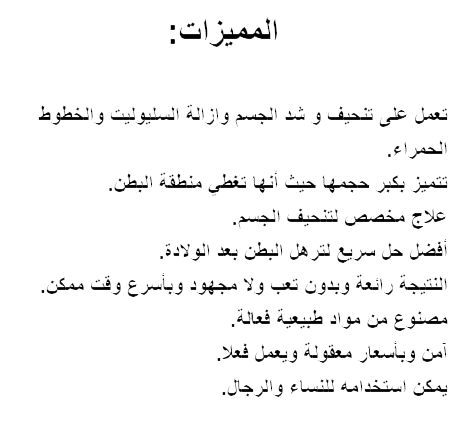 المميزات:
تعمل على تنحيف و شد الجسم وازالة السليوليت والخطوط
الحمراء.
تتميز بكبر حجمها حيث أنها تغطي منطقة البطن.
علاج مخصص لتنحيف الجسم.
أفضل حل سريع لترهل البطن بعد الولادة.
النتيجة رائعة وبدون تعب ولا مجهود وبأسرع وقت ممكن.
مصنوع من مواد طبيعية فعالة.
آمن وبأسعار معقولة ويعمل فعلا.
يمكن استخدامه للنساء والرجال.